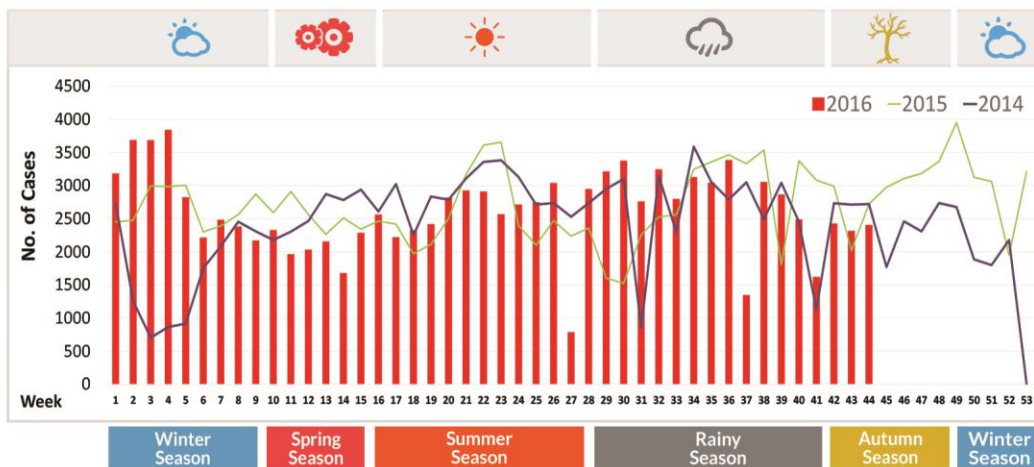 4500
4000
3500
3000
2500
2000
1500
1000
500
0
No. of Cases
2016 2015 2014
Week 1 2 3 4 5 6 7 8 9 10 11 12 13 14 15 16 17 18 19 20 21 22 23 24 25 26 27 28 29 30 31 32 33 34 35 36 37 38 39 40 41 42 43 44 45 46 47 48 49 50 51 52 53
Winter
Season
Spring
Season
Summer
Season
Rainy
Season
Autumn
Season
Winter
Season